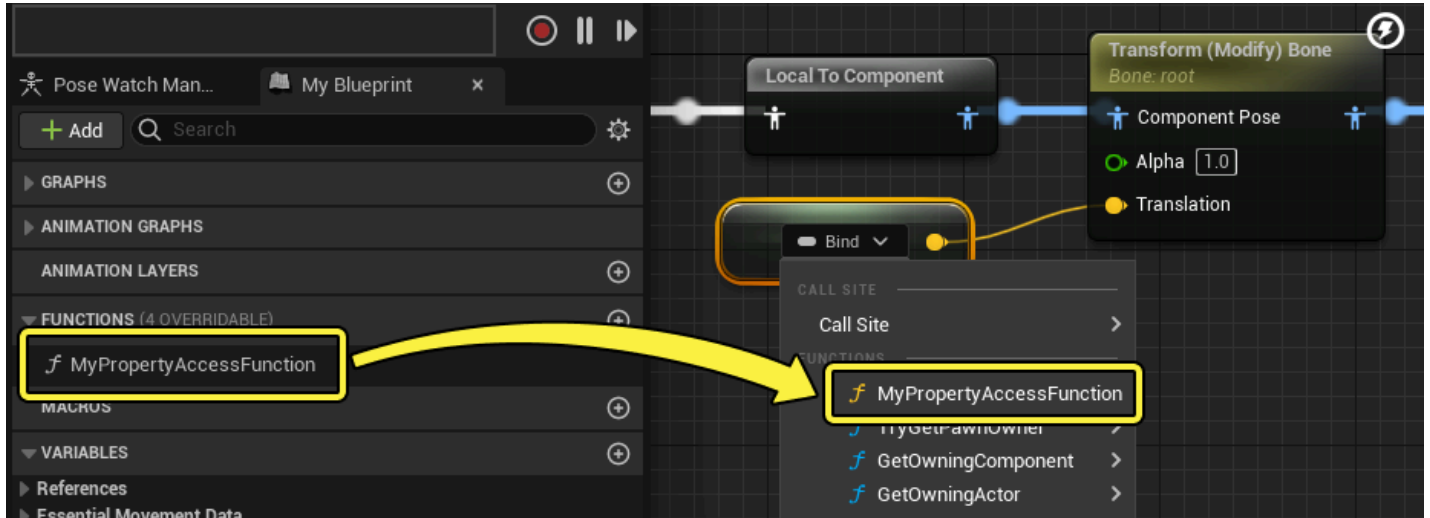 Pose Watch Man...
My Blueprint
×
+ Add
Search
GRAPHS
ANIMATION GRAPHS
ANIMATION LAYERS
FUNCTIONS (4 OVERRIDABLE)
f MyPropertyAccessFunction
MACROS
VARIABLES
References
Essential Movement Data
Local To Component
Transform (Modify) Bone
Bone: root
Component Pose
Alpha 1.0
Translation
Bind
CALL SITE
Call Site
FUNCTIONS
f MyPropertyAccessFunction
f TryGetPawnOwner
f GetOwningComponent
f GetOwningActor